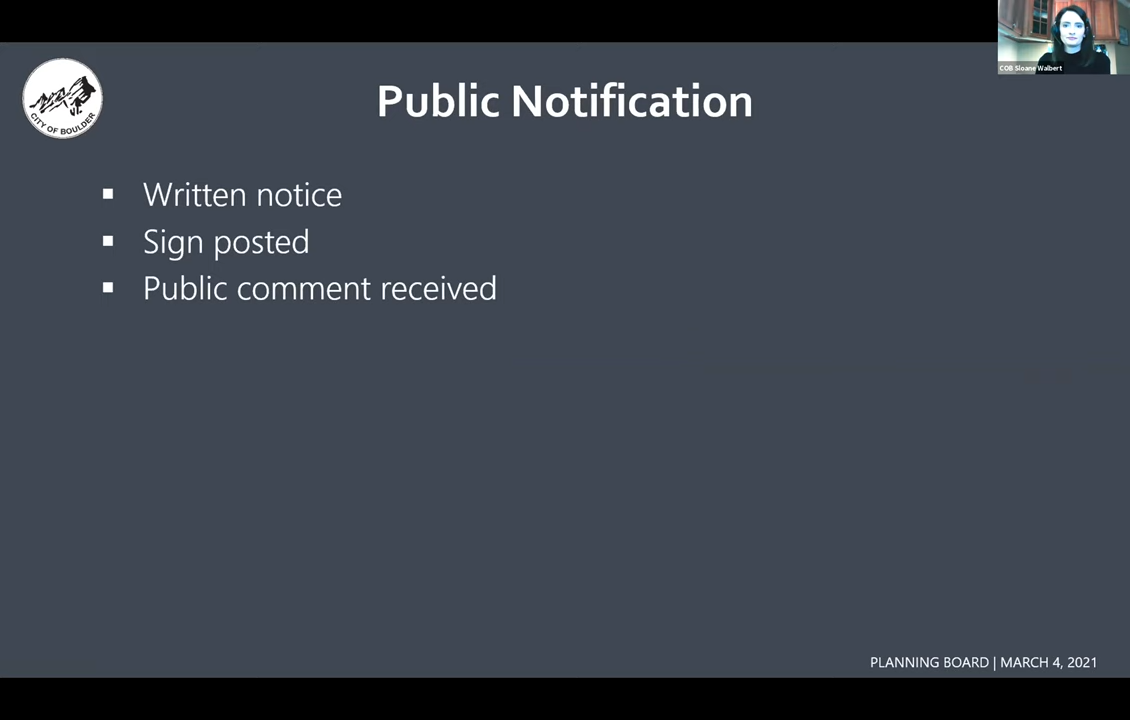 COB Sloane Walbert
CITY OF BOULDER
Public Notification
Written notice
Sign posted
Public comment received
PLANNING BOARD | MARCH 4, 2021